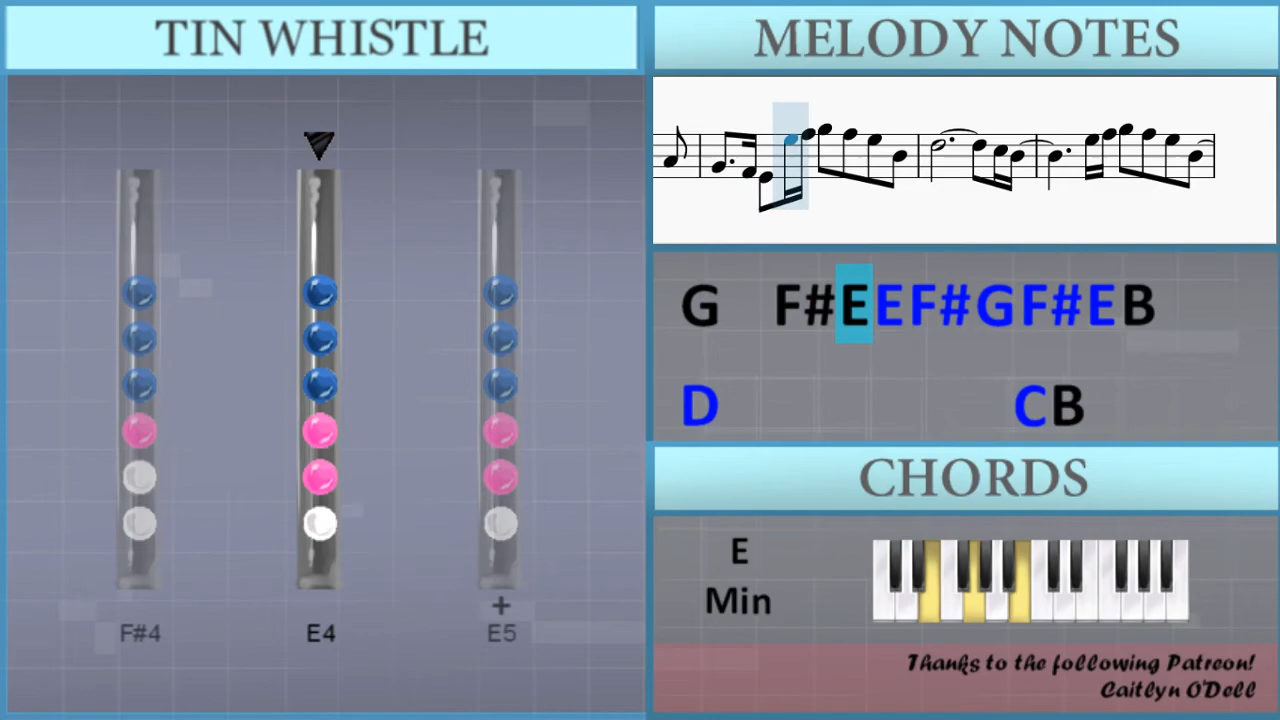 TIN WHISTLE
F#4 E4 + E5
MELODY NOTES
G F#EEF#GF#EB
D CB
CHORDS
E
Min
Thanks to the following Patreon!
Caitlyn O'Dell